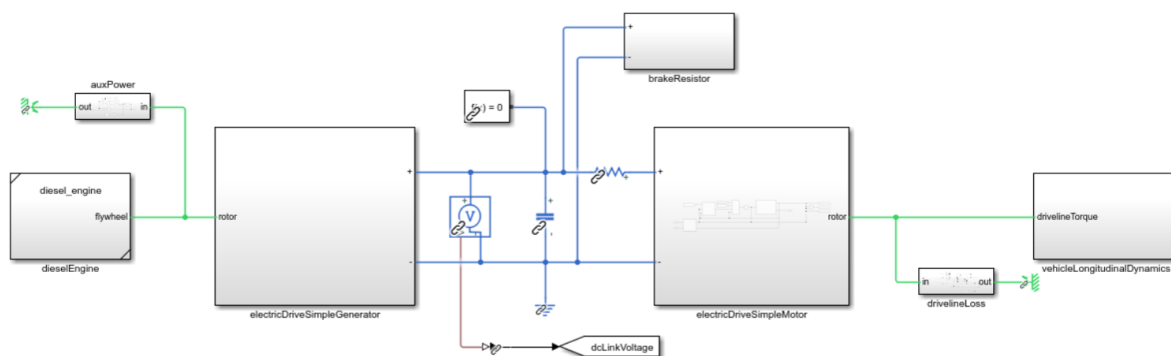 brakeResistor
+
-
auxPower
out
in
f(x) = 0
diesel_engine
flywheel
dieselEngine
rotor
+
-
electricDriveSimpleGenerator
+
V
+
+
+
-
rotor
electricDriveSimpleMotor
drivelineTorque
vehicleLongitudinalDynamics
in
out
drivelineLoss
dcLinkVoltage